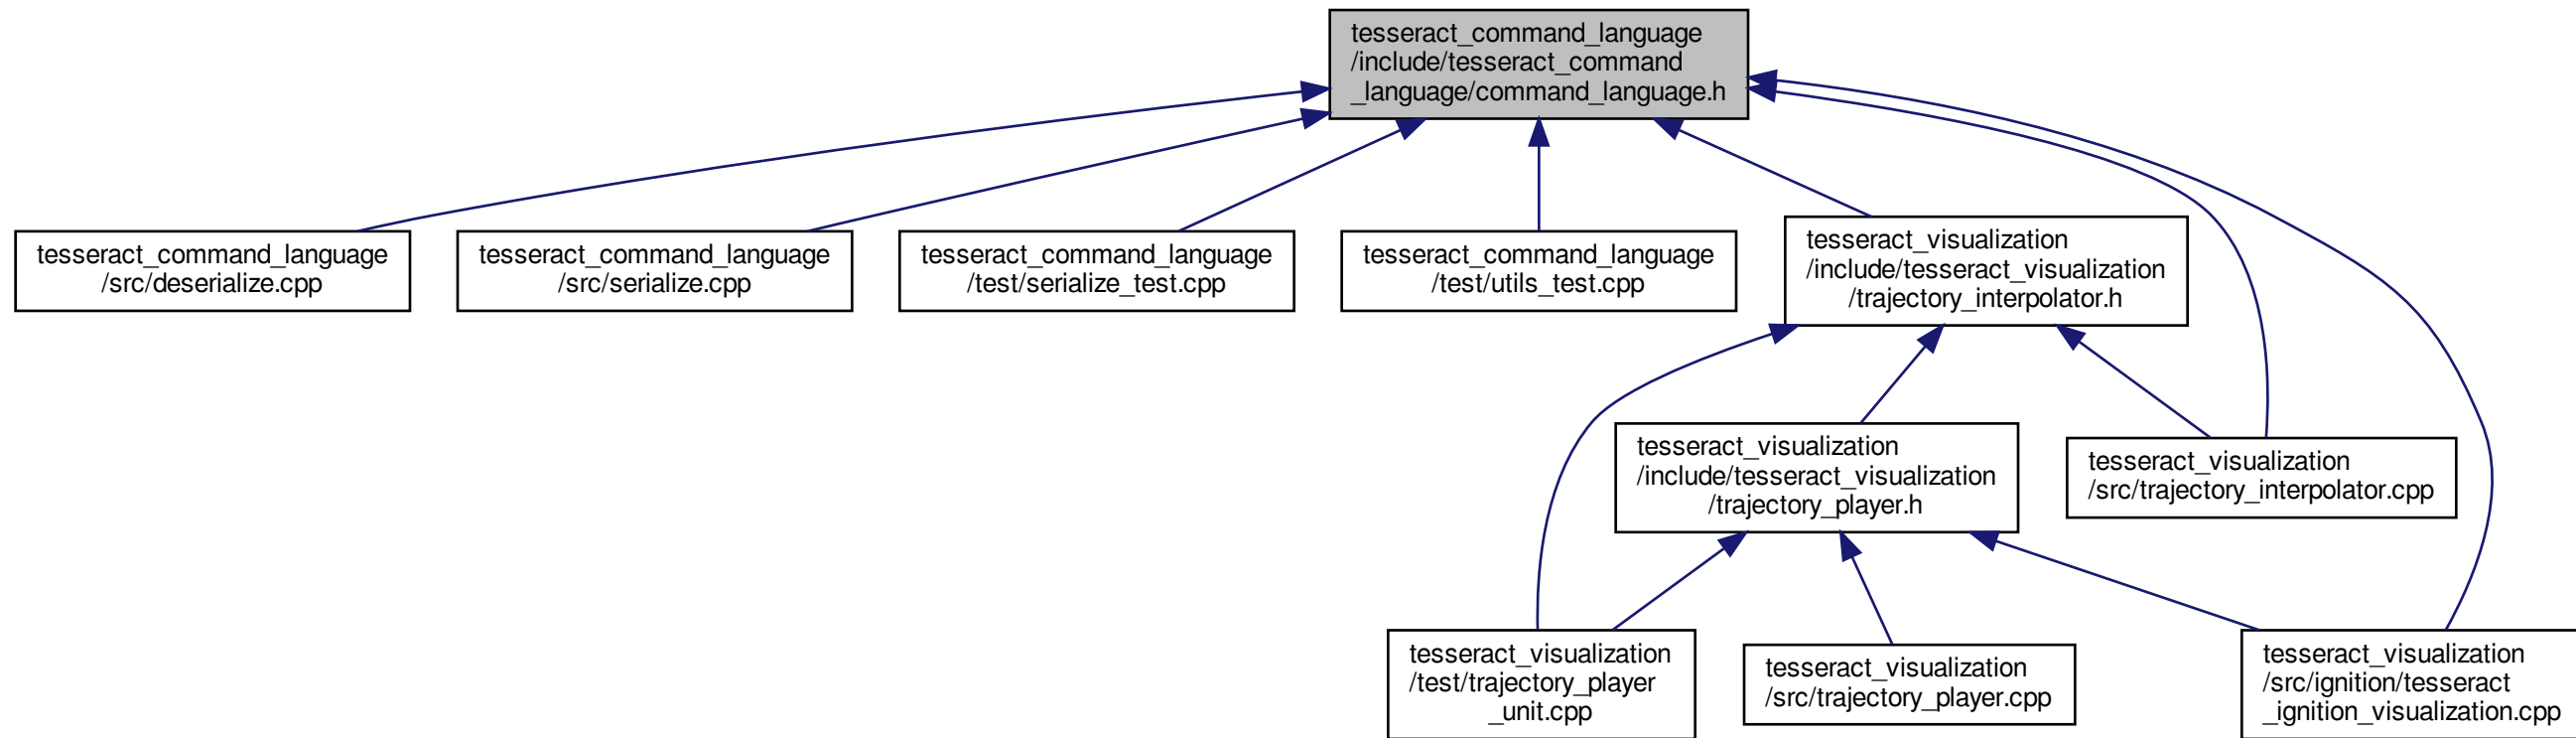 tesseract_command_language
/include/tesseract_command
_language/command_language.h
tesseract_command_language
/src/deserialize.cpp
tesseract_command_language
/src/serialize.cpp
tesseract_command_language
/test/serialize_test.cpp
tesseract_command_language
/test/utils_test.cpp
tesseract_visualization
/include/tesseract_visualization
/trajectory_interpolator.h
tesseract_visualization
/include/tesseract_visualization
/trajectory_player.h
tesseract_visualization
/src/trajectory_interpolator.cpp
tesseract_visualization
/test/trajectory_player
_unit.cpp
tesseract_visualization
/src/trajectory_player.cpp
tesseract_visualization
/src/ignition/tesseract
_ignition_visualization.cpp